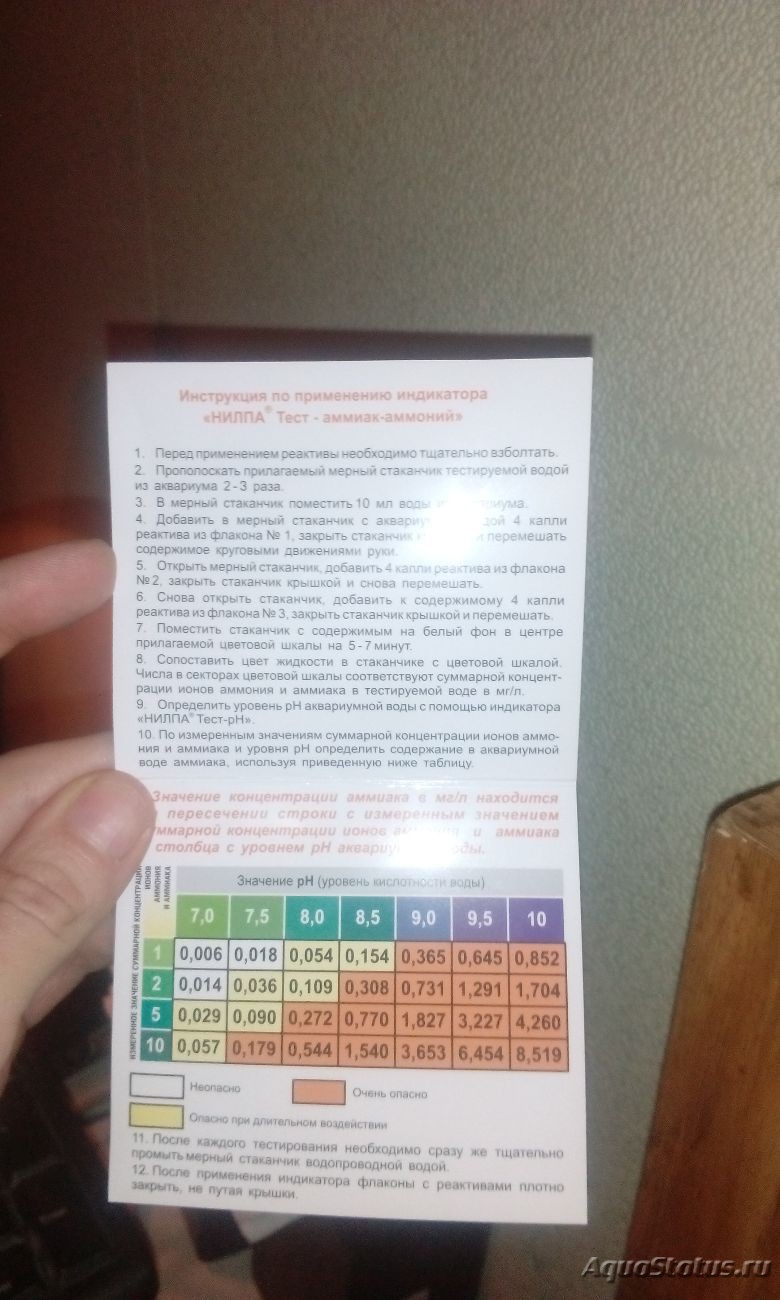 Инструкция по применению индикатора
«НИЛПА® Тест - аммиак-аммоний»
1. Перед применением реактивы необходимо тщательно взболтать.
2. Прополоскать прилагаемый мерный стаканчик тестируемой водой
из аквариума 2-3 раза.
3. В мерный стаканчик поместить 10 мл воды
4. Добавить в мерный стаканчик с 4 капли
реактива из флакона № 1, закрыть стаканчик перемешать
содержимое круговыми движениями руки.
5. Открыть мерный стаканчик, добавить 4 капли реактива из флакона
№2, закрыть стаканчик крышкой и снова перемешать.
6. Снова открыть стаканчик, добавить к содержимому 4 капли
реактива из флакона №3, закрыть стаканчик крышкой и перемешать.
7. Поместить стаканчик с содержимым на белый фон в центре
прилагаемой цветовой шкалы на 5-7 минут.
8. Сопоставить цвет жидкости в стаканчике с цветовой шкалой.
Числа в секторах цветовой шкалы соответствуют суммарной концент-
рации ионов аммония и аммиака в тестируемой воде в мг/л.
9. Определить уровень pH аквариумной воды с помощью индикатора
«НИЛПА® Тест-pH».
10. По измеренным значениям суммарной концентрации ионов аммо-
ния и аммиака и уровня pH определить содержание в аквариумной
воде аммиака, используя приведенную ниже таблицу.
Значение концентрации аммиака в мг/л находится
пересечении строки с измеренным значением
суммарной концентрации ионов аммония и аммиака
столбца с уровнем pH
ИЗМЕРЕННОЕ ЗНАЧЕНИЕ СУММАРНОЙ КОНЦЕНТРАЦИИ
ИОНОВ
АММОНИЯ
И АММИАКА
Значение pH (уровень кислотности воды)
7,0 7,5 8,0 8,5 9,0 9,5 10
1 0,006 0,018 0,054 0,154 0,365 0,645 0,852
2 0,014 0,036 0,109 0,308 0,731 1,291 1,704
5 0,029 0,090 0,272 0,770 1,827 3,227 4,260
10 0,057 0,179 0,544 1,540 3,653 6,454 8,519
Неопасно
Очень опасно
Опасно при длительном воздействии
11. После каждого тестирования необходимо сразу же тщательно
промыть мерный стаканчик водопроводной водой.
12. После применения индикатора флаконы с реактивами плотно
закрыть, не путая крышки.
AquaStatus.ru